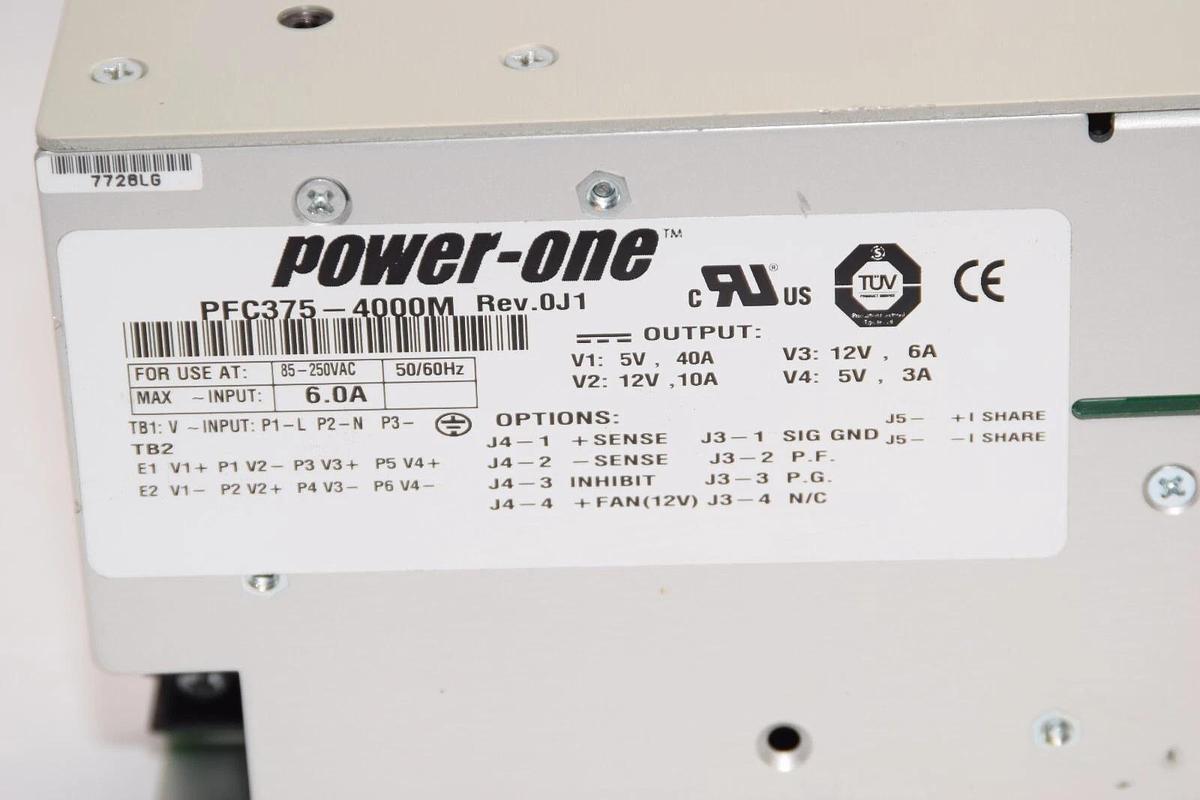 7728LG
power-one™
PFC375-4000M Rev.0J1
C UR® US
TÜV
PRODUCT SERVICE
CE
FOR USE AT: 85-250VAC 50/60Hz
MAX ~INPUT: 6.0A
TB1: V ~INPUT: P1-L P2-N P3-
TB2
E1 V1+ P1 V2- P3 V3+ P5 V4+
E2 V1- P2 V2+ P4 V3- P6 V4-
OUTPUT:
V1: 5V, 40A V3: 12V, 6A
V2: 12V,10A V4: 5V, 3A
OPTIONS:
J4-1 +SENSE J3-1 SIG GND J5- +I SHARE
J4-2 -SENSE J3-2 P.F. J5- -I SHARE
J4-3 INHIBIT J3-3 P.G.
J4-4 +FAN(12V) J3-4 N/C